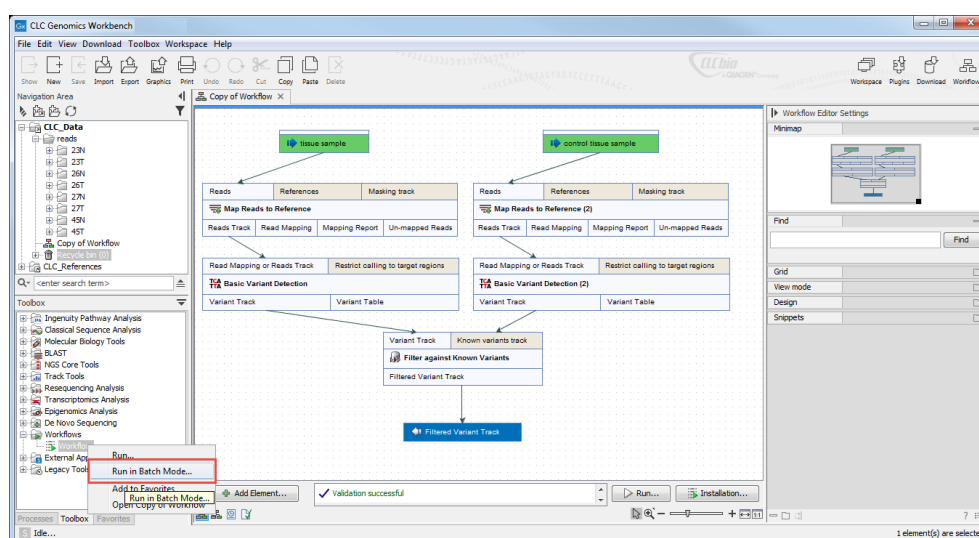 CLC Genomics Workbench
File Edit View Download Toolbox Workspace Help
Show New Save Import Export Graphics Print Undo Redo Cut Copy Paste Delete
CLCbio
a QIAGEN Company
Workspace Plugins Download Workflow
Navigation Area
Copy of Workflow
CLC_Data
reads
23N
23T
26N
26T
27N
27T
45N
45T
Copy of Workflow
Recycle bin (0)
CLC_References
<enter search term>
Toolbox
Ingenuity Pathway Analysis
Classical Sequence Analysis
Molecular Biology Tools
BLAST
NGS Core Tools
Track Tools
Resequencing Analysis
Transcriptomics Analysis
Epigenomics Analysis
De Novo Sequencing
Workflows
Workflow
External App
Legacy Tools
Run...
Run in Batch Mode...
Add to Favorites
Run in Batch Mode...
Open Copy of Workflow
Processes Toolbox Favorites
Idle...
tissue sample
control tissue sample
Reads References Masking track
Map Reads to Reference
Reads Track Read Mapping Mapping Report Un-mapped Reads
Reads References Masking track
Map Reads to Reference (2)
Reads Track Read Mapping Mapping Report Un-mapped Reads
Read Mapping or Reads Track Restrict calling to target regions
Basic Variant Detection
Variant Track Variant Table
Read Mapping or Reads Track Restrict calling to target regions
Basic Variant Detection (2)
Variant Track Variant Table
Variant Track Known variants track
Filter against Known Variants
Filtered Variant Track
Filtered Variant Track
Add Element...
Validation successful
Run...
Installation...
Workflow Editor Settings
Minimap
Find
Find
Grid
View mode
Design
Snippets
1 element(s) are selecte